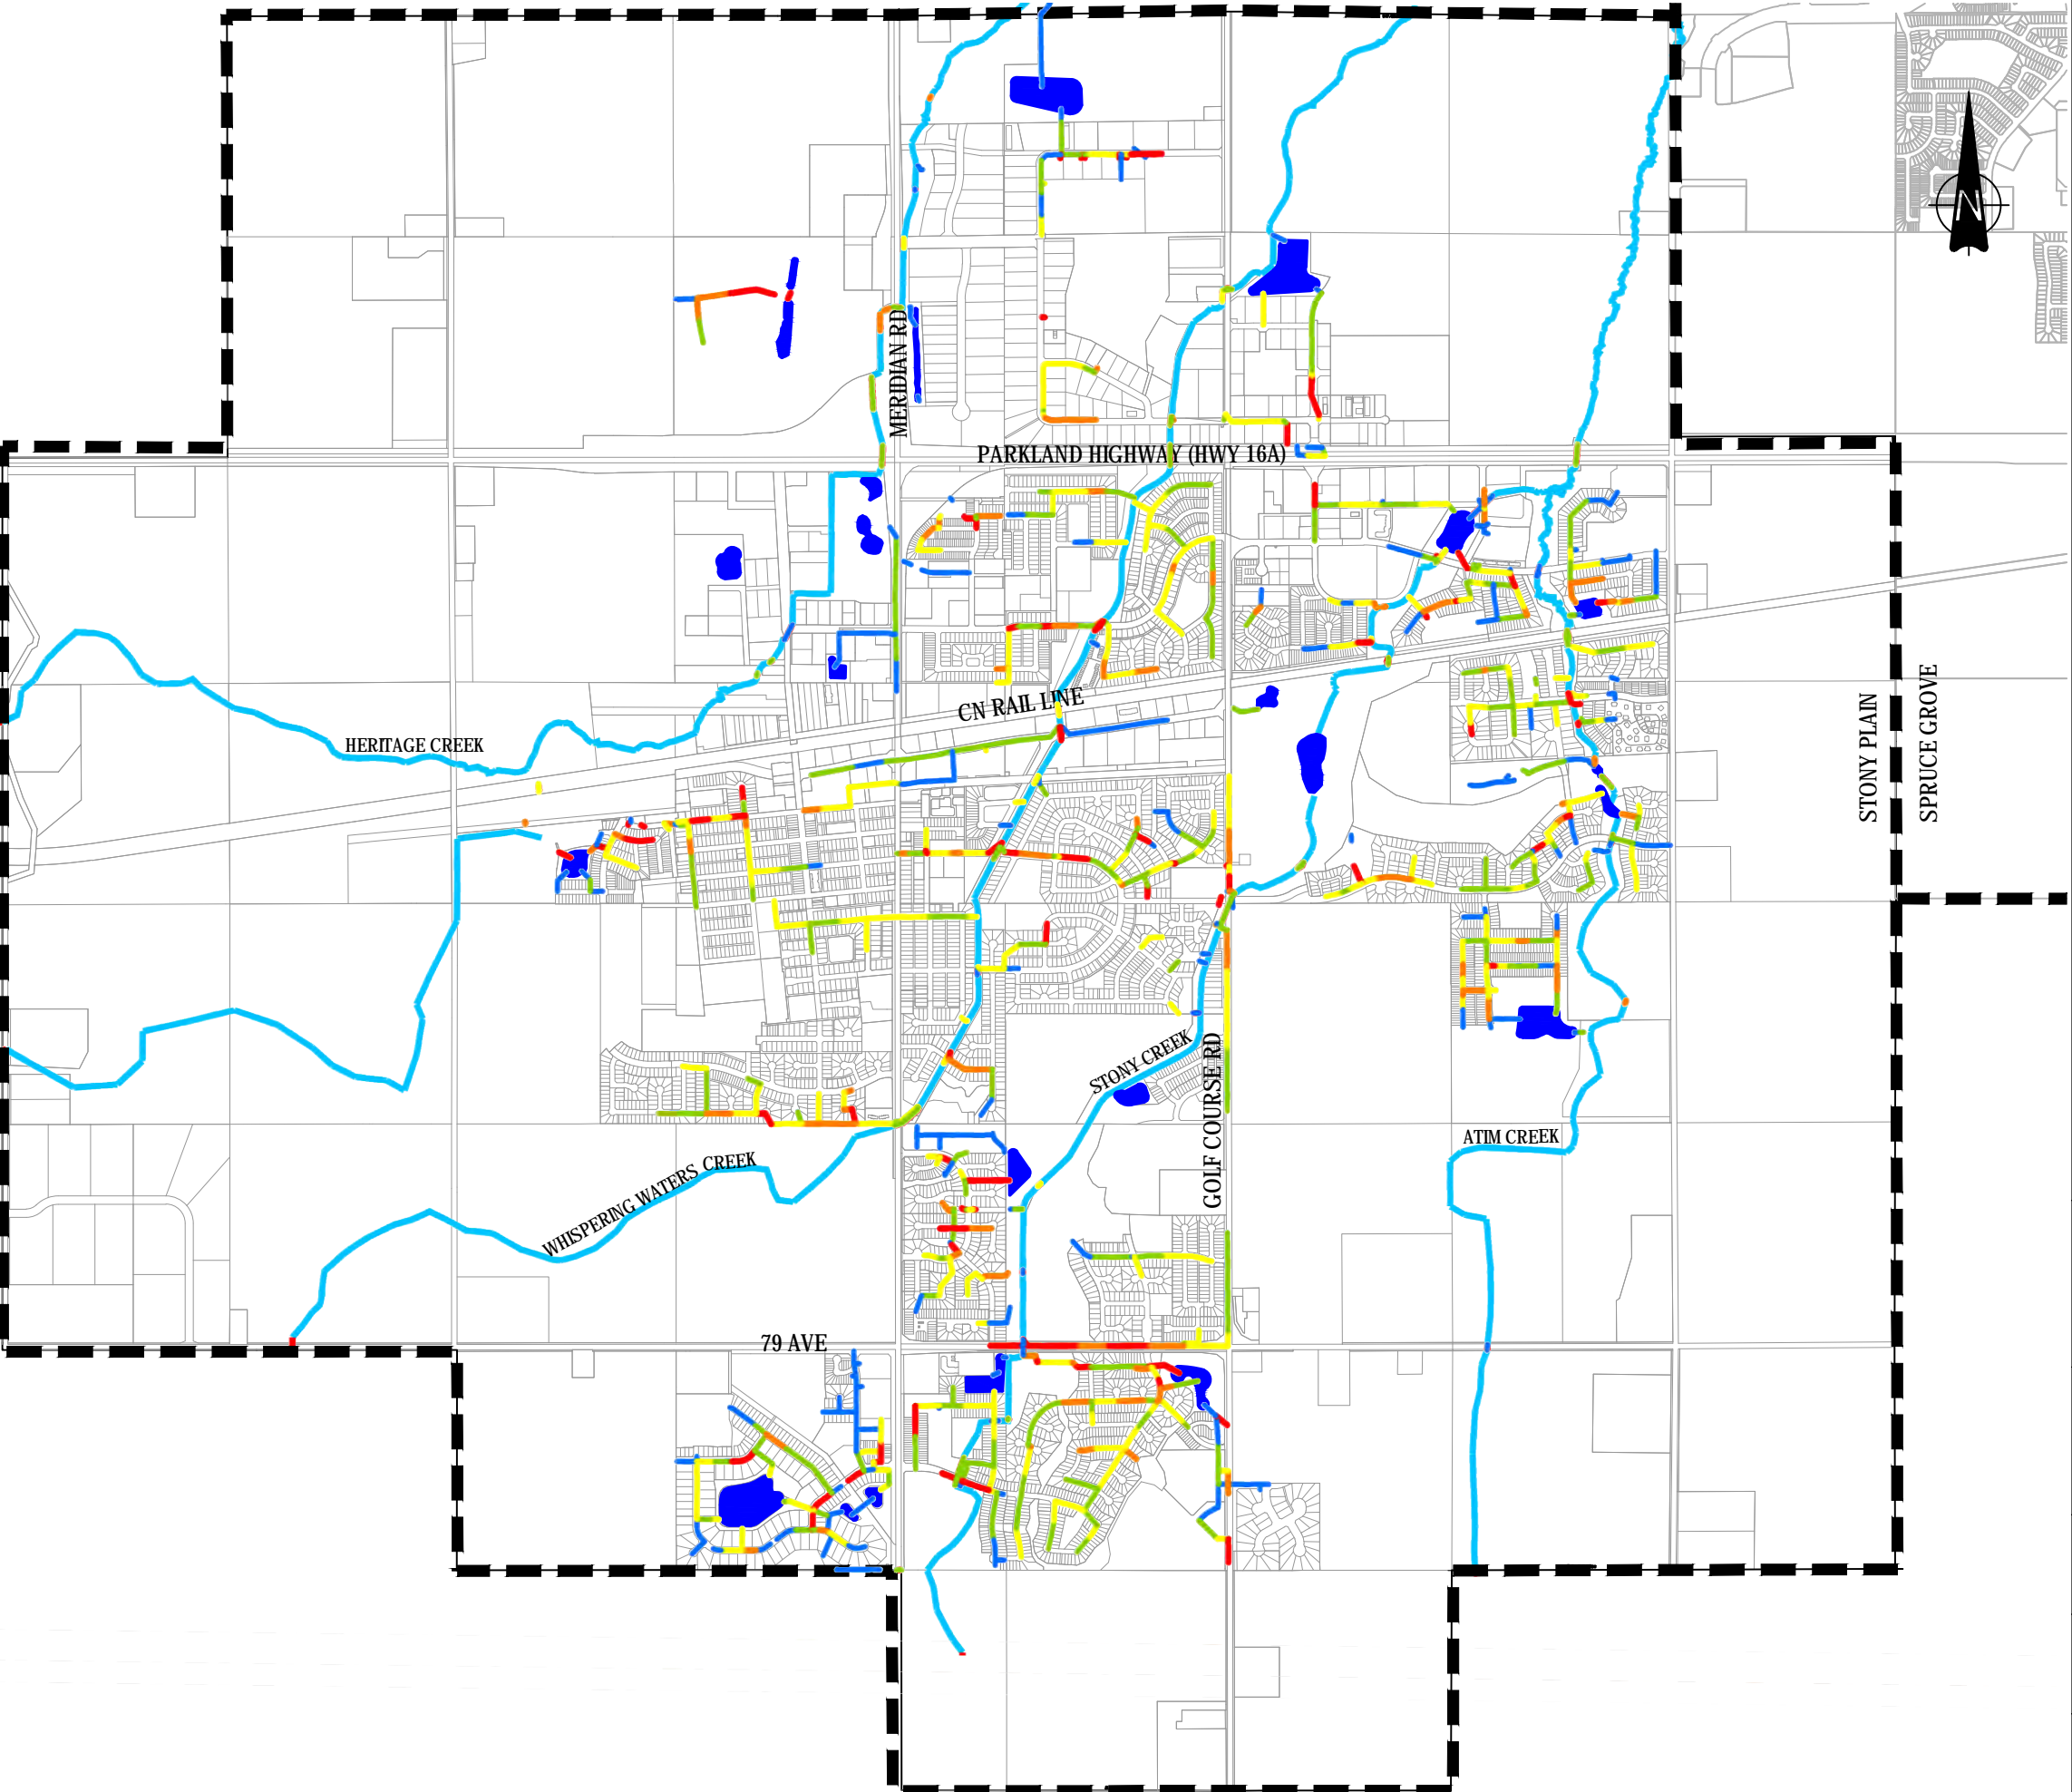 N
MERIDIAN RD
PARKLAND HIGHWAY (HWY 16A)
CN RAIL LINE
HERITAGE CREEK
STONY PLAIN
SPRUCE GROVE
STONY CREEK
GOLF COURSE RD
ATIM CREEK
WHISPERING WATERS CREEK
79 AVE